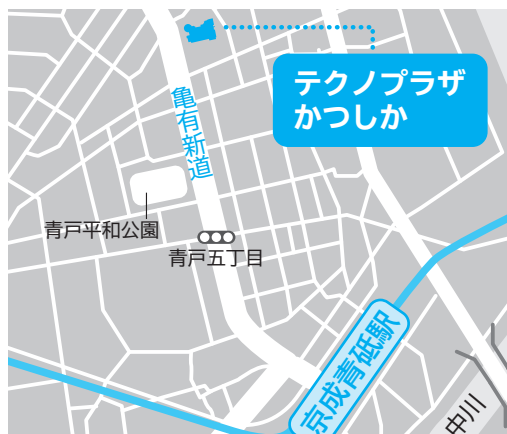 テクノプラザ
かつしか
亀有新道
青戸平和公園
青戸五丁目
京成青砥駅
中川